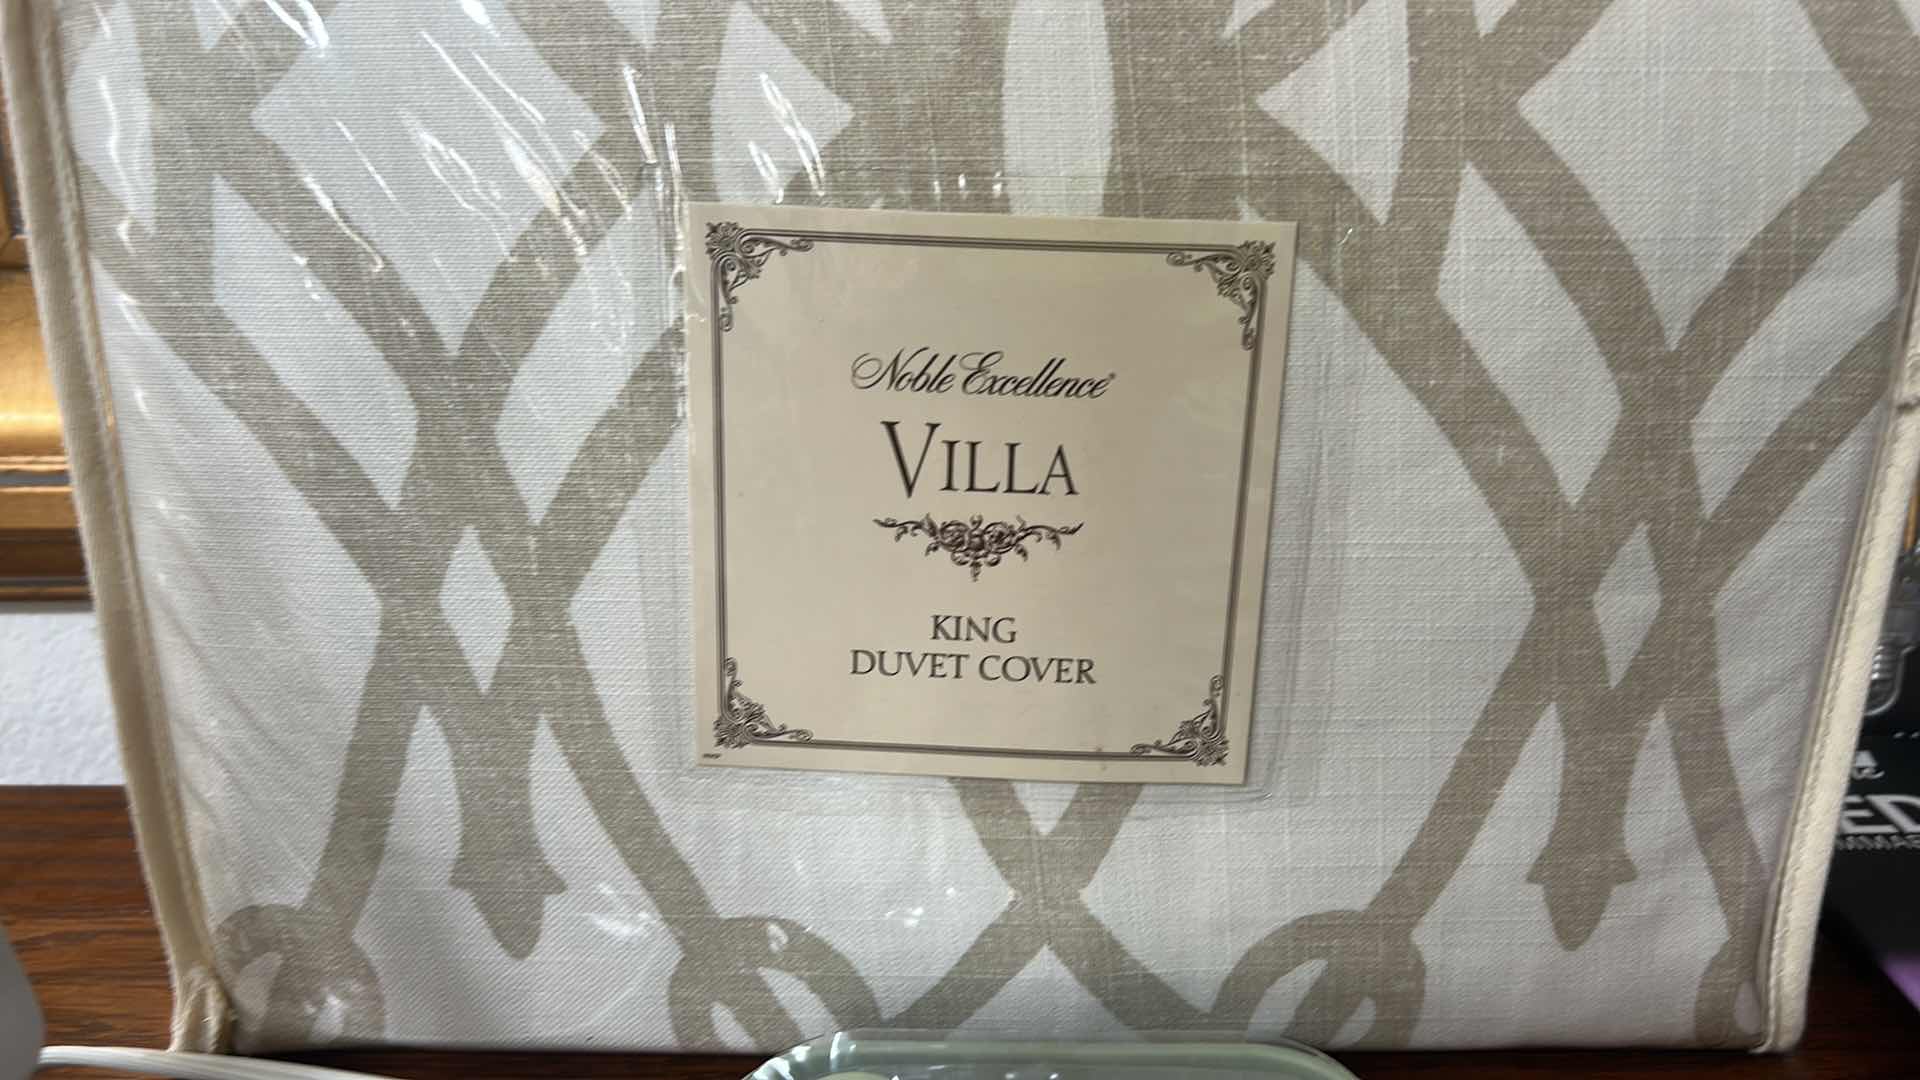 Noble Excellence®
VILLA
KING
DUVET COVER